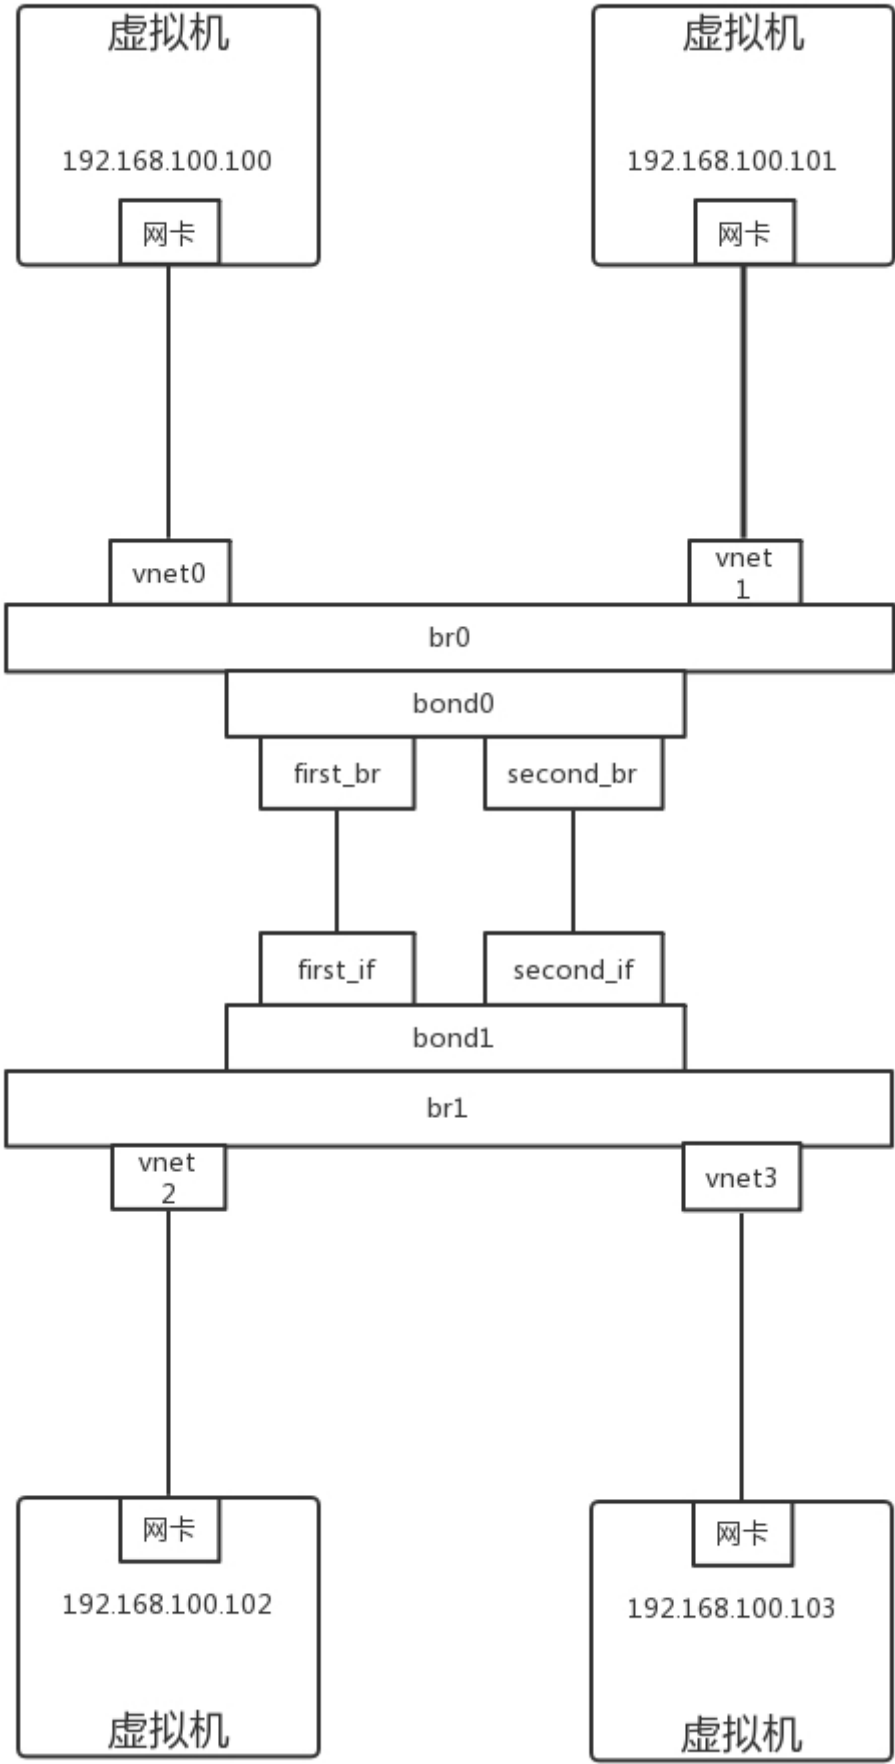 虚拟机
虚拟机
192.168.100.100
192.168.100.101
网卡
网卡
vnet0
vnet
1
br0
bond0
first_br
second_br
first_if
second_if
bond1
br1
vnet
2
vnet3
网卡
网卡
192.168.100.102
192.168.100.103
虚拟机
虚拟机